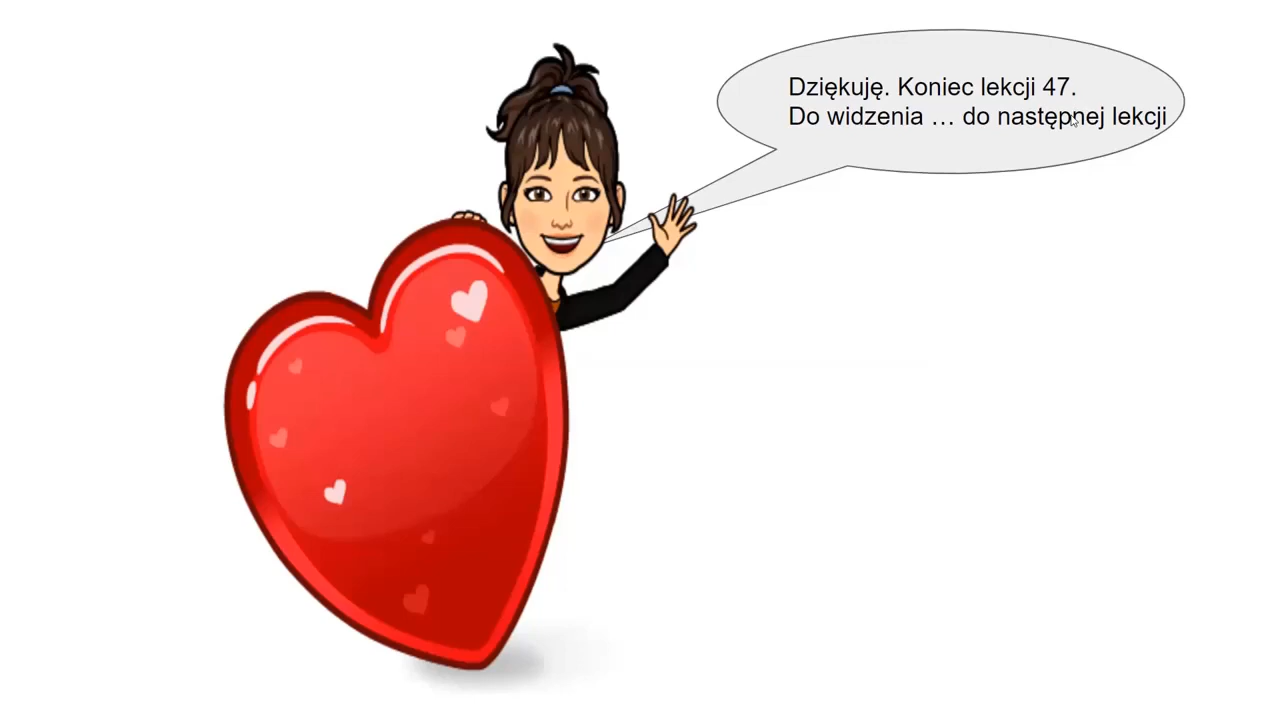 Dziękuję. Koniec lekcji 47.
Do widzenia … do następnej lekcji